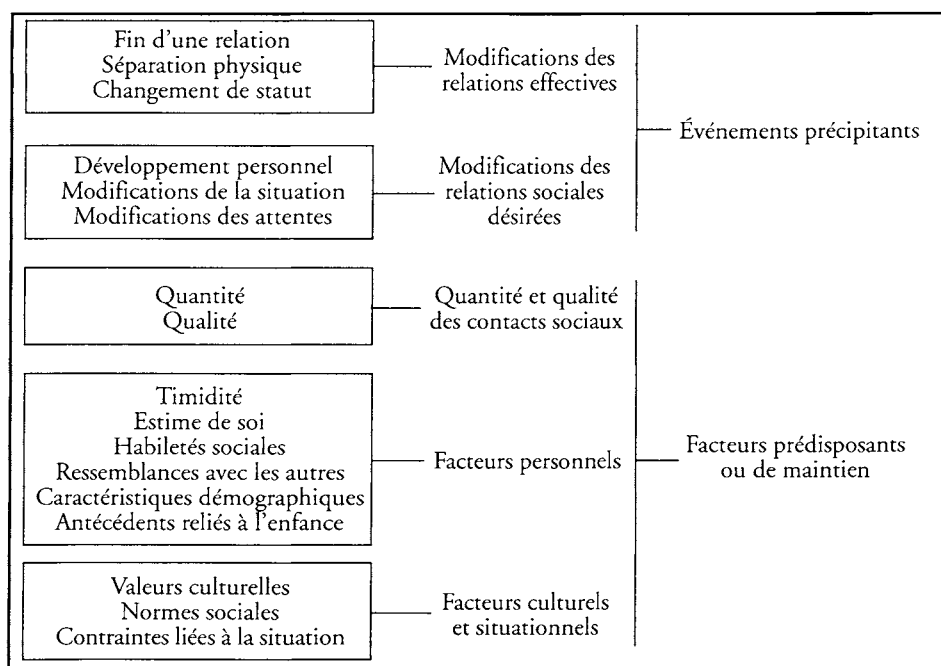 Fin d'une relation
Séparation physique
Changement de statut
Modifications des
relations effectives
Événements précipitants
Développement personnel
Modifications de la situation
Modifications des attentes
Modifications des
relations sociales
désirées
Quantité
Qualité
Quantité et qualité
des contacts sociaux
Timidité
Estime de soi
Habiletés sociales
Ressemblances avec les autres
Caractéristiques démographiques
Antécédents reliés à l'enfance
Facteurs personnels
Facteurs prédisposants
ou de maintien
Valeurs culturelles
Normes sociales
Contraintes liées à la situation
Facteurs culturels
et situationnels